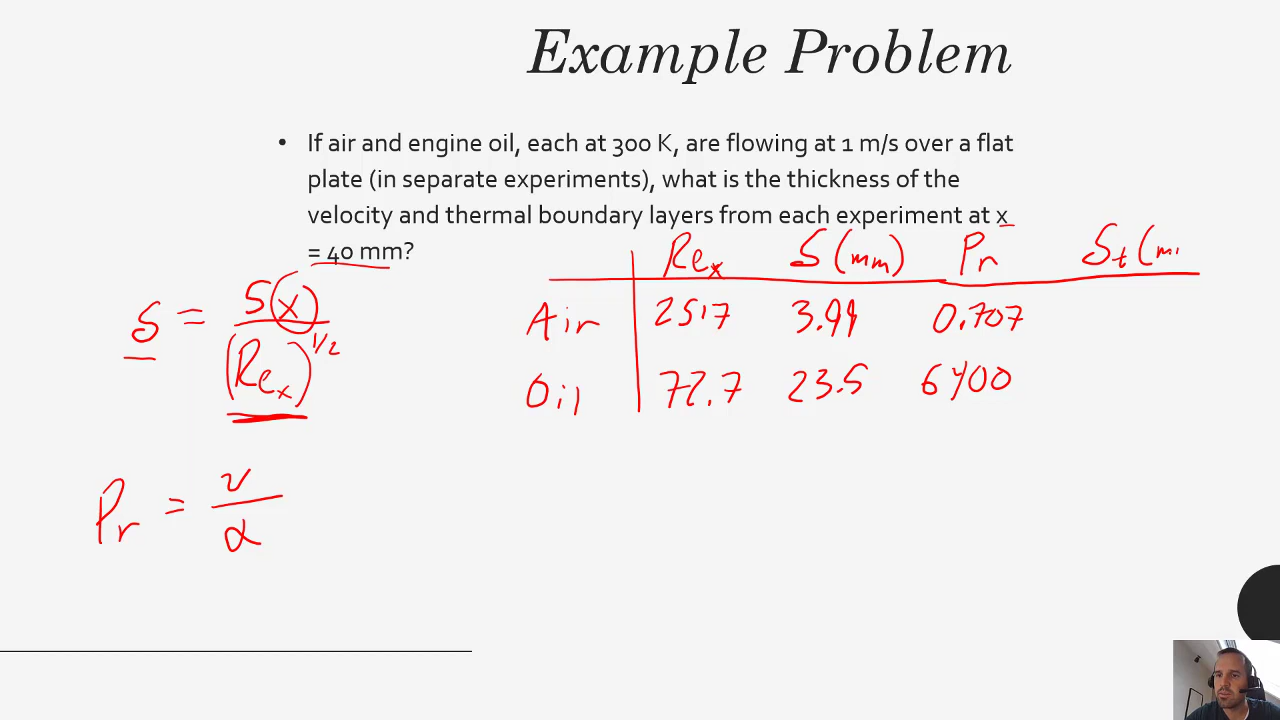 Example Problem
• If air and engine oil, each at 300 K, are flowing at 1 m/s over a flat
plate (in separate experiments), what is the thickness of the
velocity and thermal boundary layers from each experiment at x
= 40 mm?
Re_x δ (mm) Pr δ_t (m
δ = 5(x) / (Re_x)^1/2
Air 2517 3.99 0.707
Oil 72.7 23.5 6400
Pr = ν / α